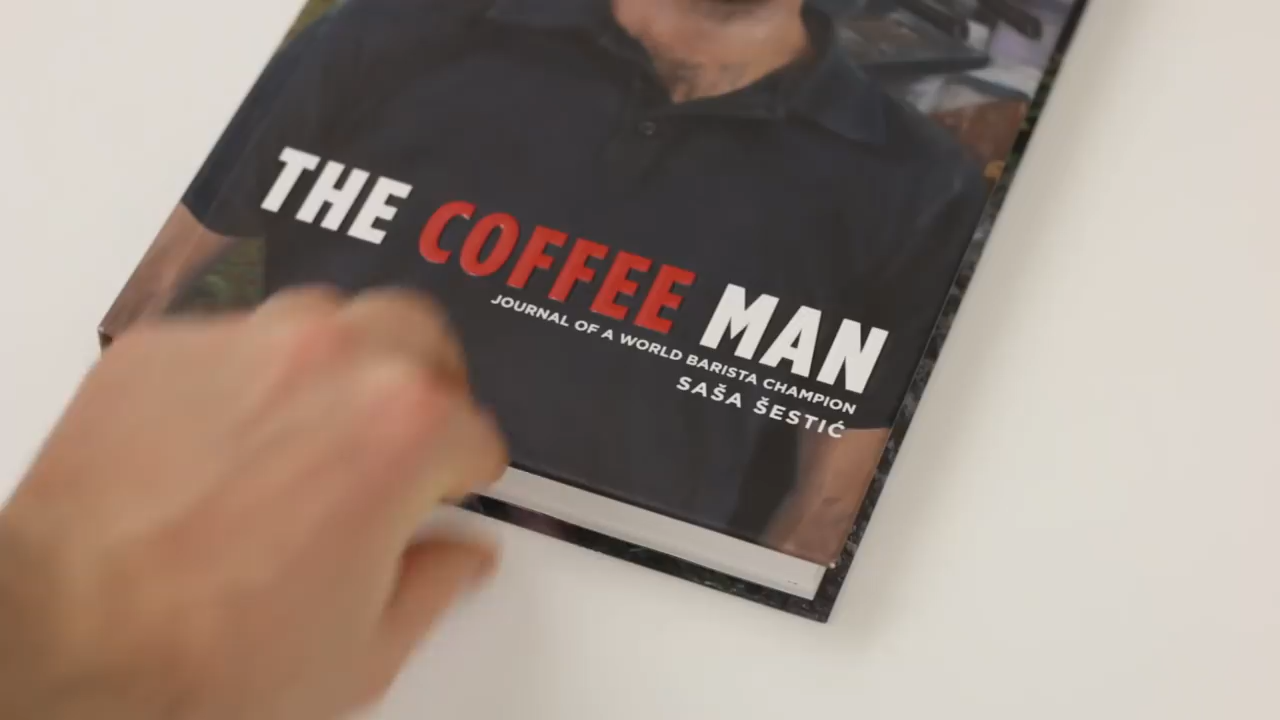 THE COFFEE MAN
JOURNAL OF A WORLD BARISTA CHAMPION
SAŠA ŠESTIĆ